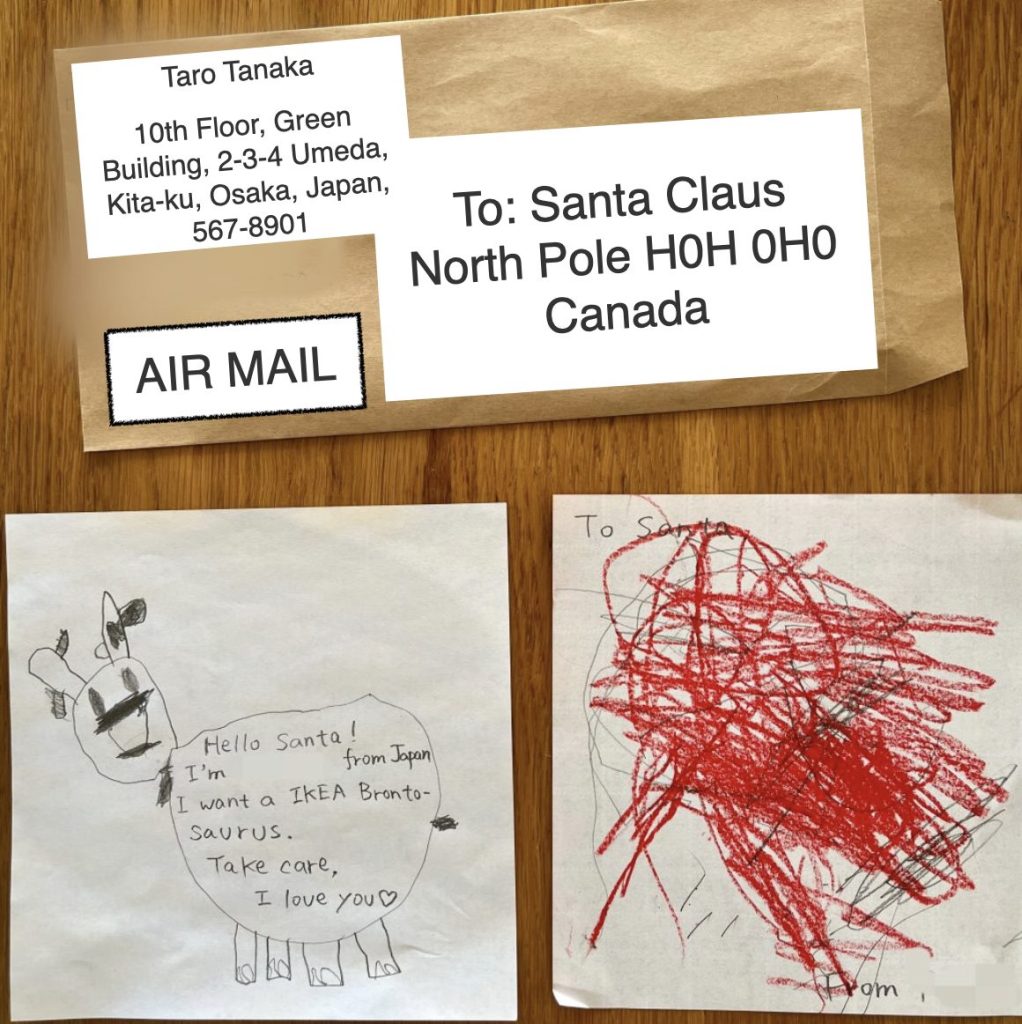 Taro Tanaka
10th Floor, Green
Building, 2-3-4 Umeda,
Kita-ku, Osaka, Japan,
567-8901
To: Santa Claus
North Pole H0H 0H0
Canada
AIR MAIL
Hello Santa!
I'm from Japan
I want a IKEA Bronto-
saurus.
Take care,
I love you♡
To Santa
From,